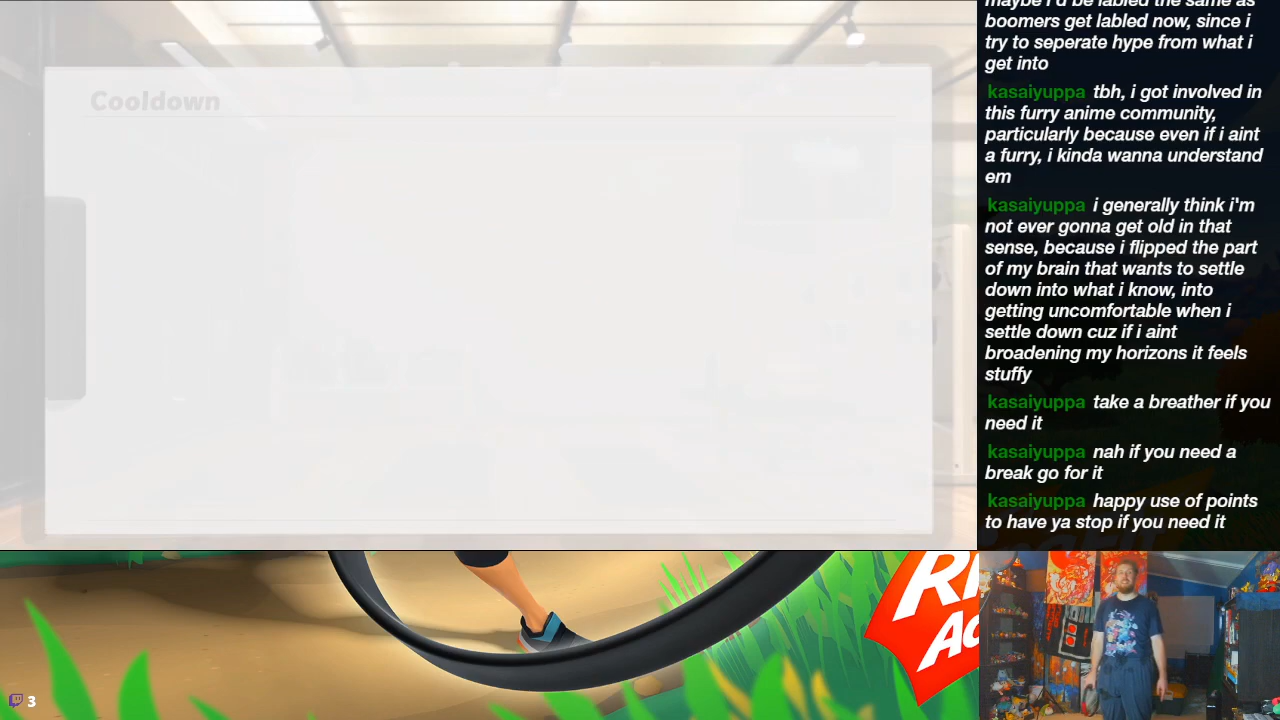 maybe i'd be labled the same as
boomers get labled now, since i
try to seperate hype from what i
get into
kasaiyuppa tbh, i got involved in
this furry anime community,
particularly because even if i aint
a furry, i kinda wanna understand
em
kasaiyuppa i generally think i'm
not ever gonna get old in that
sense, because i flipped the part
of my brain that wants to settle
down into what i know, into
getting uncomfortable when i
settle down cuz if i aint
broadening my horizons it feels
stuffy
kasaiyuppa take a breather if you
need it
kasaiyuppa nah if you need a
break go for it
kasaiyuppa happy use of points
to have ya stop if you need it
Cooldown
3